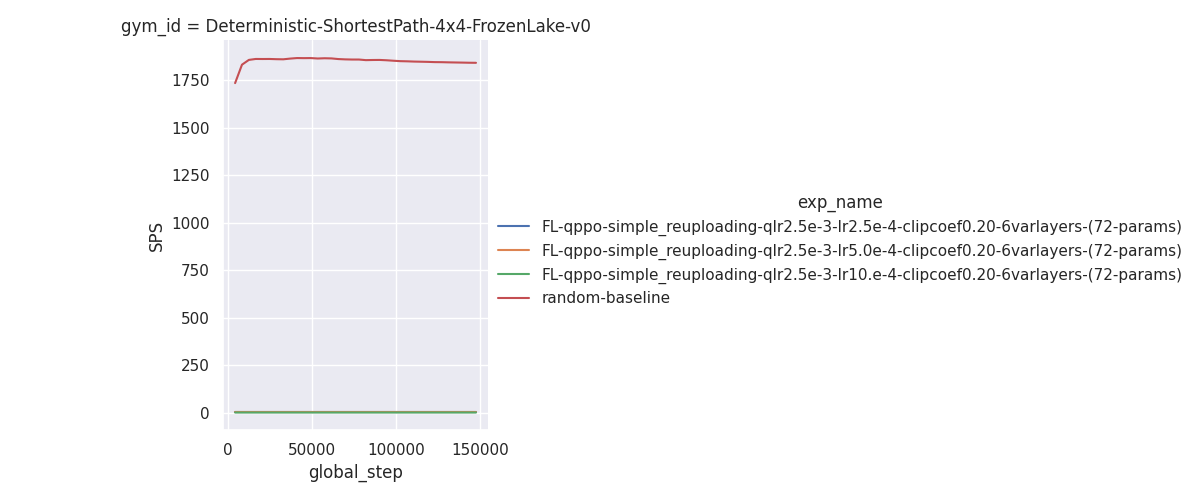 gym_id = Deterministic-ShortestPath-4x4-FrozenLake-v0
1750
1500
1250
1000
750
500
250
0
SPS
0 50000 100000 150000
global_step
exp_name
FL-qppo-simple_reuploading-qlr2.5e-3-lr2.5e-4-clipcoef0.20-6varlayers-(72-params)
FL-qppo-simple_reuploading-qlr2.5e-3-lr5.0e-4-clipcoef0.20-6varlayers-(72-params)
FL-qppo-simple_reuploading-qlr2.5e-3-lr10.e-4-clipcoef0.20-6varlayers-(72-params)
random-baseline